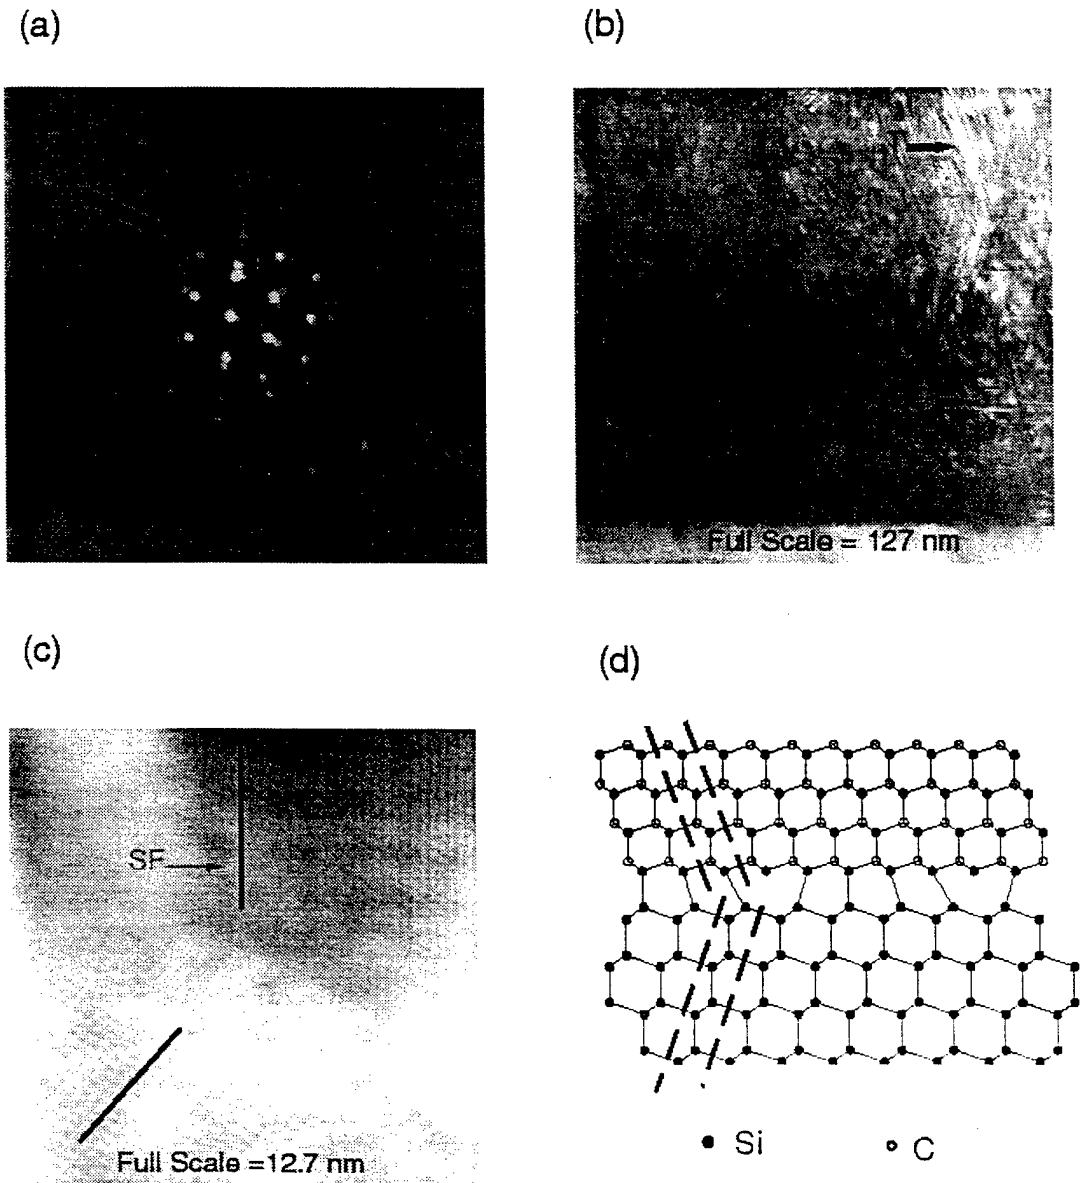 (a)
(b)
T
Full Scale = 127 nm
(c)
(d)
SF
Full Scale =12.7 nm
Si
C